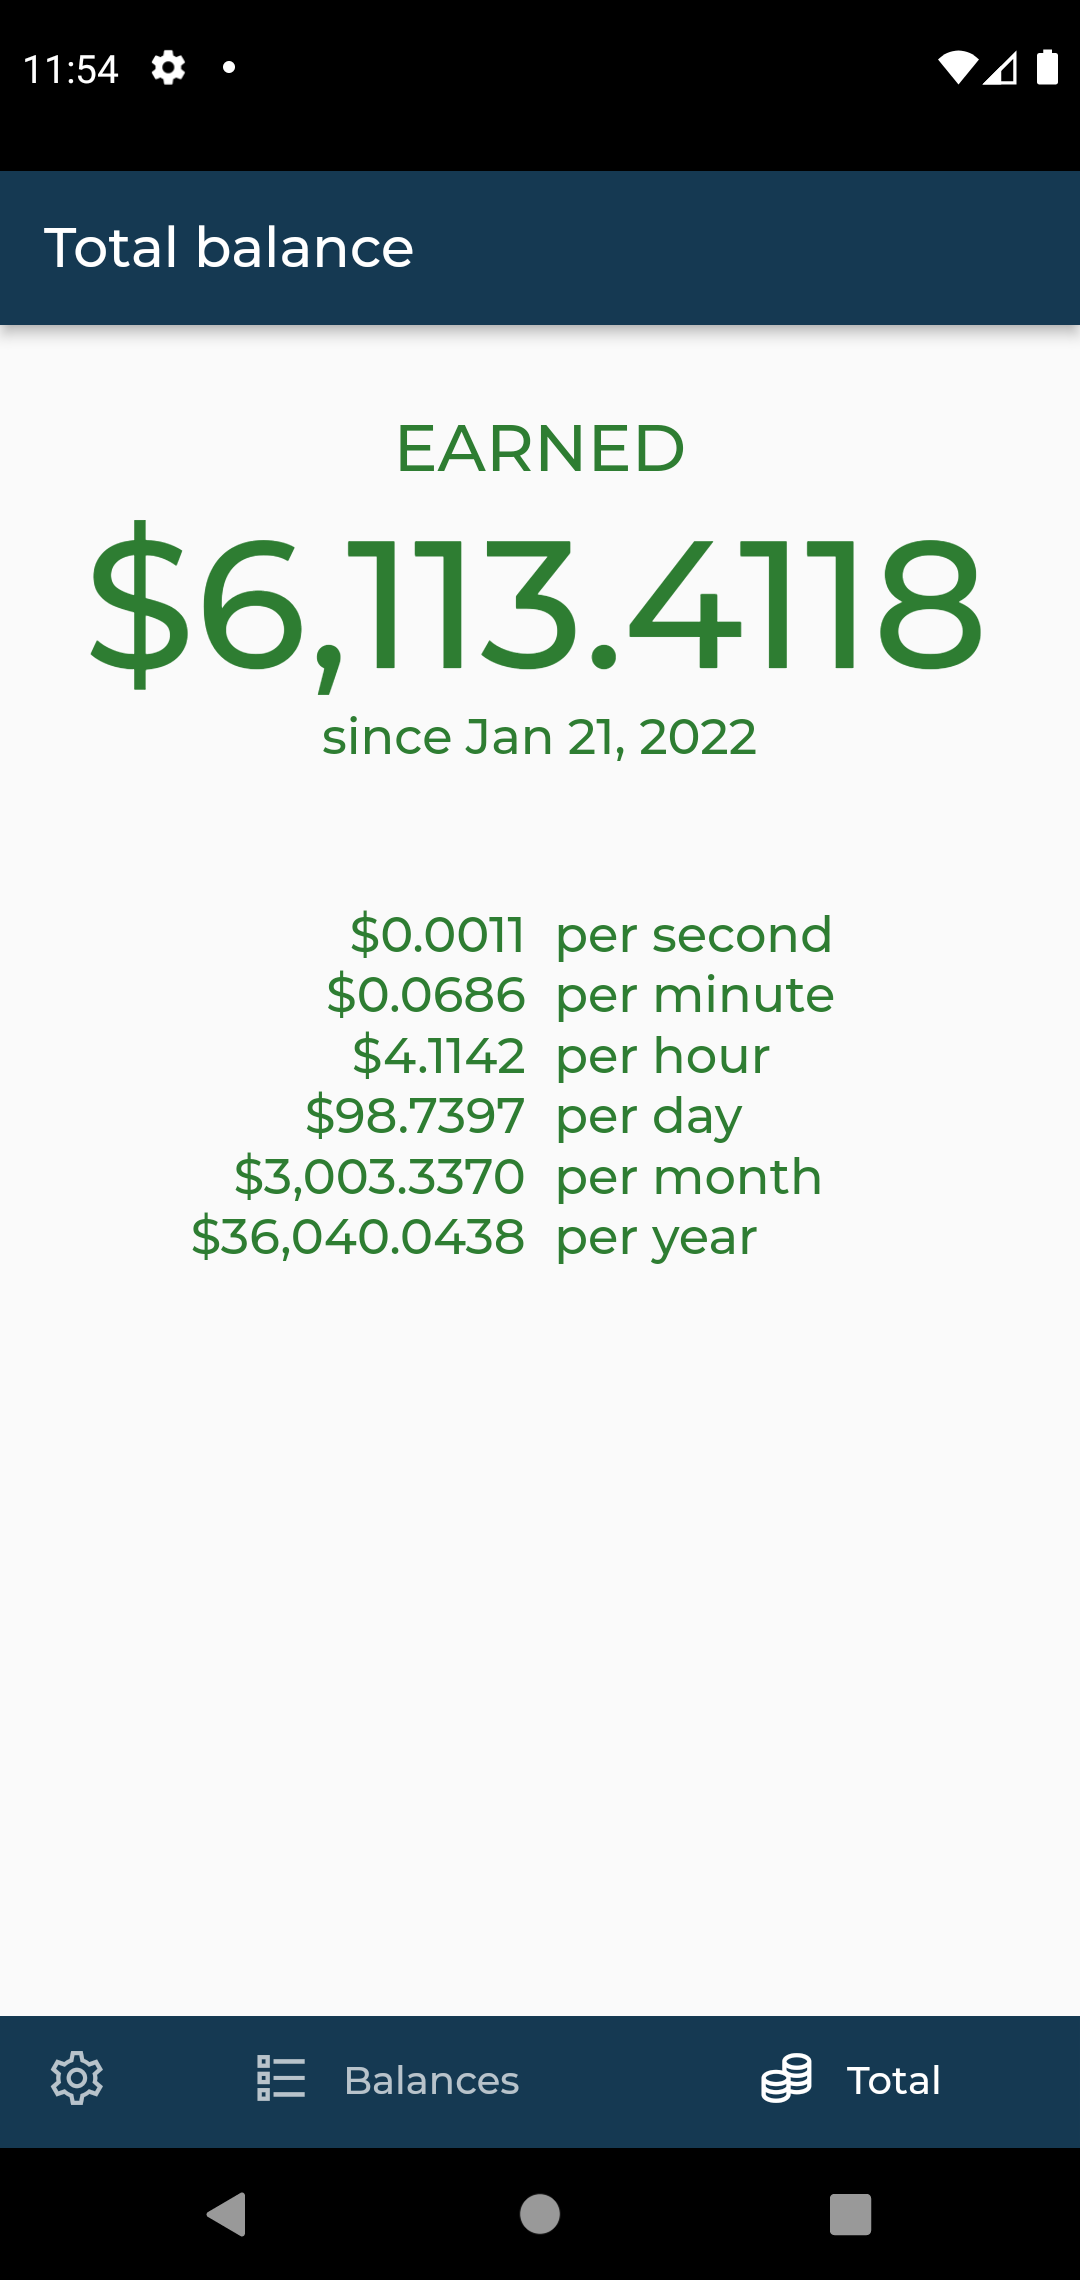 11:54
Total balance
EARNED
$6,113.4118
since Jan 21, 2022
$0.0011 per second
$0.0686 per minute
$4.1142 per hour
$98.7397 per day
$3,003.3370 per month
$36,040.0438 per year
Balances Total